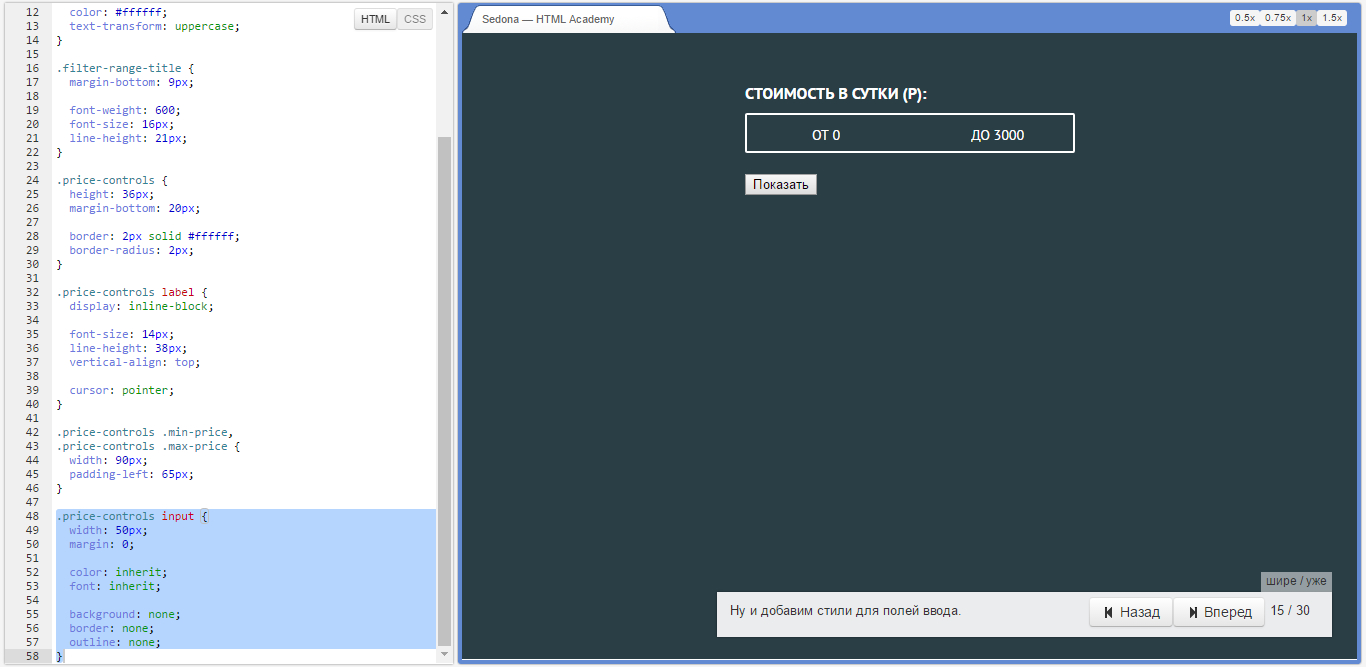 12 color: #ffffff;
13 text-transform: uppercase;
14 }
15
16 .filter-range-title {
17 margin-bottom: 9px;
18
19 font-weight: 600;
20 font-size: 16px;
21 line-height: 21px;
22 }
23
24 .price-controls {
25 height: 36px;
26 margin-bottom: 20px;
27
28 border: 2px solid #ffffff;
29 border-radius: 2px;
30 }
31
32 .price-controls label {
33 display: inline-block;
34
35 font-size: 14px;
36 line-height: 38px;
37 vertical-align: top;
38
39 cursor: pointer;
40 }
41
42 .price-controls .min-price,
43 .price-controls .max-price {
44 width: 90px;
45 padding-left: 65px;
46 }
47
48 .price-controls input {
49 width: 50px;
50 margin: 0;
51
52 color: inherit;
53 font: inherit;
54
55 background: none;
56 border: none;
57 outline: none;
58 }
HTML CSS
Sedona — HTML Academy
0.5x 0.75x 1x 1.5x
СТОИМОСТЬ В СУТКИ (Р):
ОТ 0 ДО 3000
Показать
шире / уже
Ну и добавим стили для полей ввода.
Назад Вперед 15 / 30